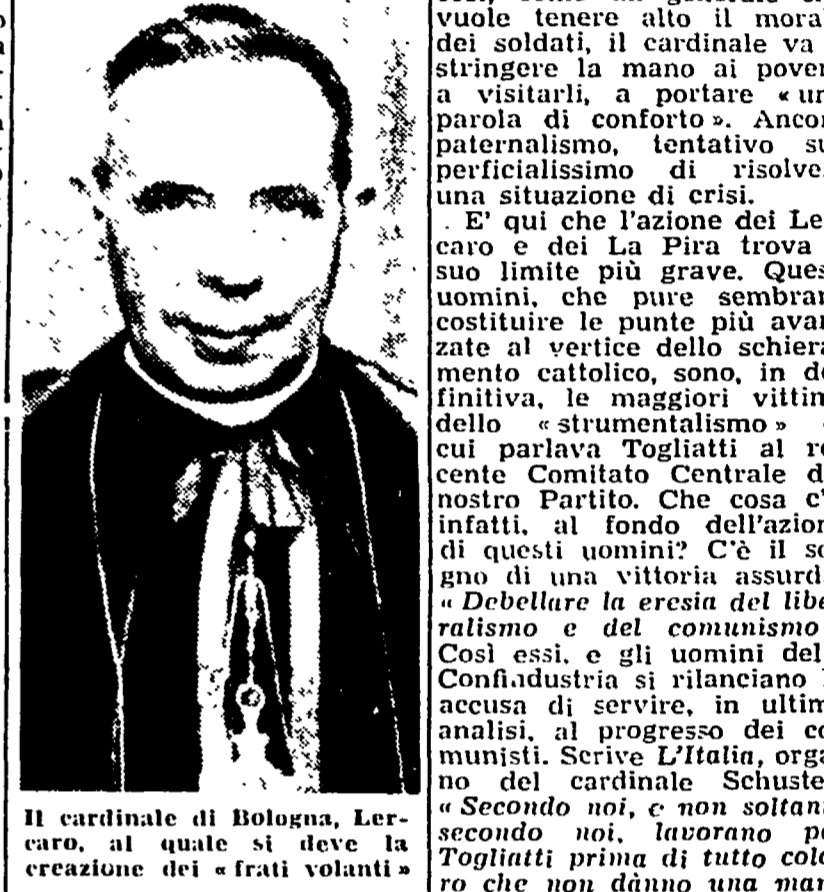 Il cardinale di Bologna, Ler-
caro, al quale si deve la
creazione dei « frati volanti »
vuole tenere alto il mora
dei soldati, il cardinale va
stringere la mano ai pover
a visitarli, a portare « un
parola di conforto ». Ancor
paternalismo, tentativo su
perficialissimo di risolve
una situazione di crisi.
E' qui che l'azione dei Le
caro e dei La Pira trova
suo limite più grave. Ques
uomini, che pure sembran
costituire le punte più avan
zate al vertice dello schiera
mento cattolico, sono, in de
finitiva, le maggiori vittim
dello « strumentalismo »
cui parlava Togliatti al re
cente Comitato Centrale d
nostro Partito. Che cosa c'
infatti, al fondo dell'azion
di questi uomini? C'è il so
gno di una vittoria assurd
« Debellare la eresia del libe
ralismo e del comunismo
Così essi, e gli uomini del
Confindustria si rilanciano
accusa di servire, in ultim
analisi, al progresso dei co
munisti. Scrive L'Italia, orga
no del cardinale Schuste
« Secondo noi, e non soltan
secondo noi, lavorano pe
Togliatti prima di tutto colo
ro che non dànno una man